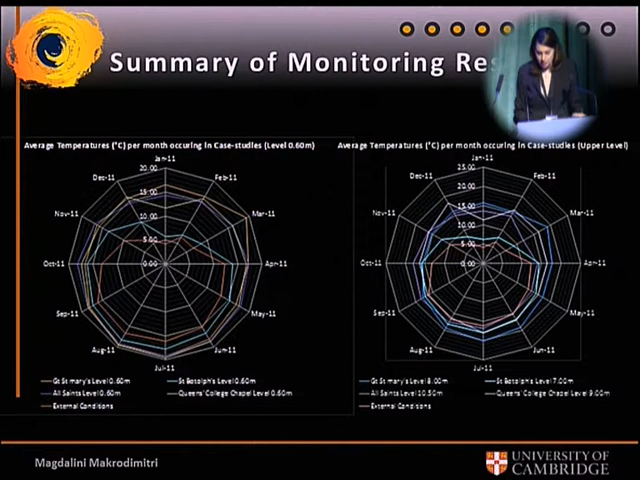 Summary of Monitoring Res
Average Temperatures (°C) per month occuring in Case-studies (Level 0.60m)
Jan-11
Feb-11
Mar-11
Apr-11
May-11
Jun-11
Jul-11
Aug-11
Sep-11
Oct-11
Nov-11
Dec-11
20.00
15.00
10.00
5.00
0.00
Gt St mary's Level 0.60m
St Botolph's Level 0.60m
All Saints Level 0.60m
Queens' College Chapel Level 0.60m
External Conditions
Average Temperatures (°C) per month occuring in Case-studies (Upper Level)
Jan-11
Feb-11
Mar-11
Apr-11
May-11
Jun-11
Jul-11
Aug-11
Sep-11
Oct-11
Nov-11
Dec-11
25.00
20.00
15.00
10.00
5.00
0.00
Gt St mary's Level 8.00m
St Botolph's Level 7.00m
All Saints Level 10.50m
Queens' College Chapel Level 9.00m
External Conditions
Magdalini Makrodimitri
UNIVERSITY OF
CAMBRIDGE